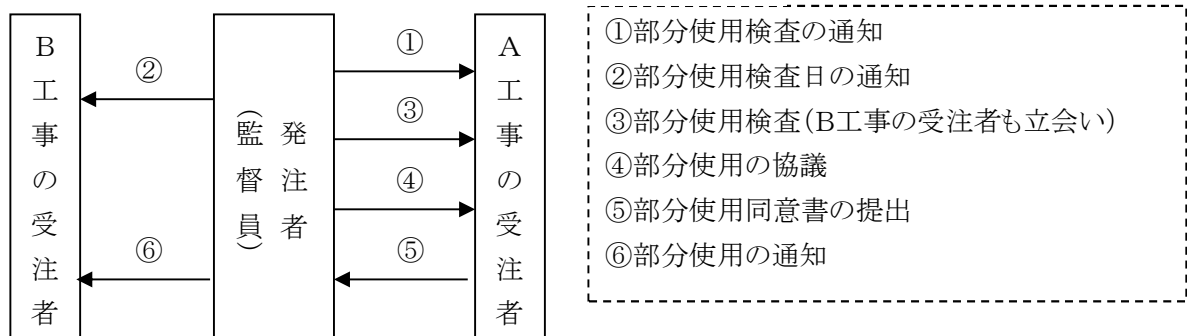 B工事の受注者
②
⑥
発注者
(監督員)
①
③
④
⑤
A工事の受注者
①部分使用検査の通知
②部分使用検査日の通知
③部分使用検査(B工事の受注者も立会い)
④部分使用の協議
⑤部分使用同意書の提出
⑥部分使用の通知